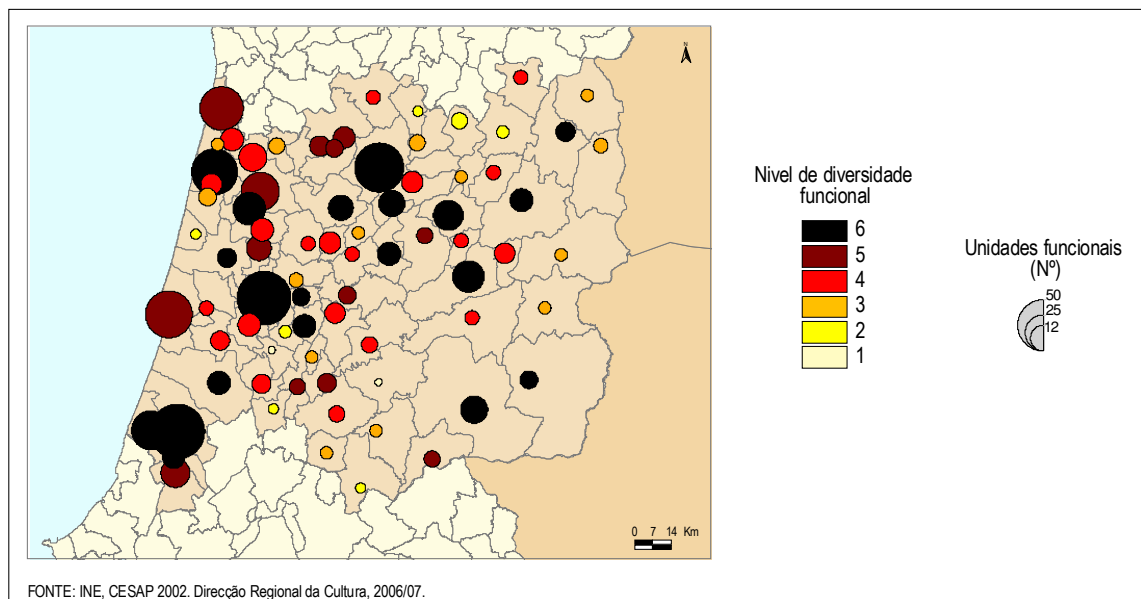 N
Nivel de diversidade
funcional
6
5
4
3
2
1
Unidades funcionais
(Nº)
50
25
12
0 7 14 Km
FONTE: INE, CESAP 2002. Direcção Regional da Cultura, 2006/07.